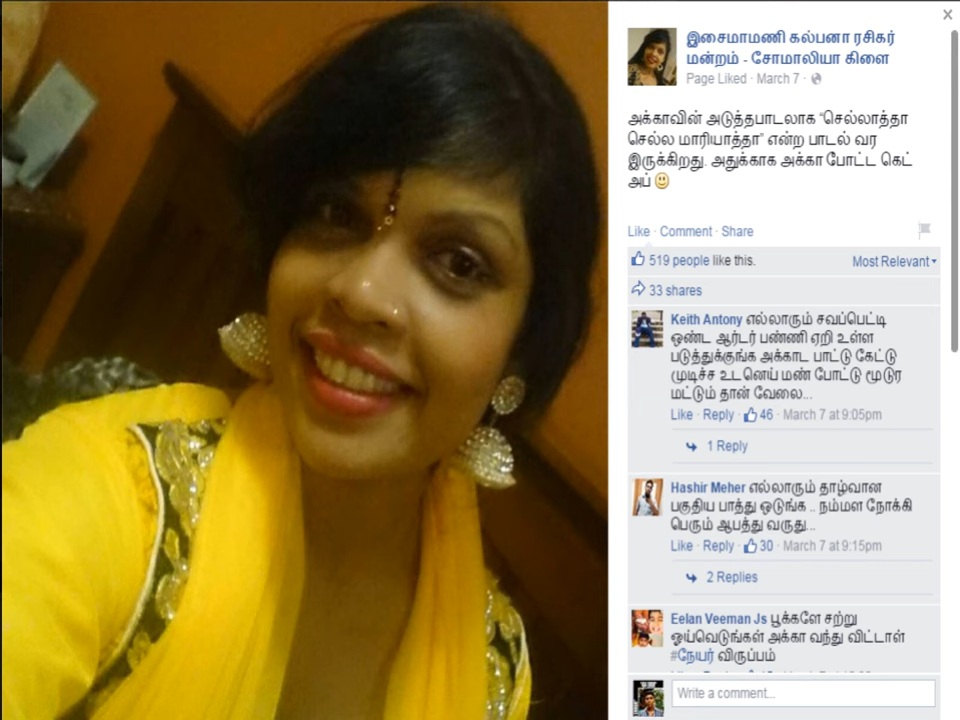 இசைமாமணி கல்பனா ரசிகர்
மன்றம் - சோமாலியா கிளை
Page Liked · March 7 ·
அக்காவின் அடுத்தபாடலாக “செல்லாத்தா
செல்ல மாரியாத்தா” என்ற பாடல் வர
இருக்கிறது. அதுக்காக அக்கா போட்ட கெட்
அப்
Like · Comment · Share
519 people like this.
Most Relevant
33 shares
Keith Antony எல்லாரும் சவப்பெட்டி
ஒண்ட ஆர்டர் பண்ணி ஏறி உள்ள
படுத்துக்குங்க அக்காட பாட்டு கேட்டு
முடிச்ச உடனெய் மண் போட்டு மூடுர
மட்டும் தான் வேலை...
Like · Reply · 46 · March 7 at 9:05pm
1 Reply
Hashir Meher எல்லாரும் தாழ்வான
பகுதிய பாத்து ஓடுங்க .. நம்மள நோக்கி
பெரும் ஆபத்து வருது...
Like · Reply · 30 · March 7 at 9:15pm
2 Replies
Eelan Veeman Js பூக்களே சற்று
ஓய்வெடுங்கள் அக்கா வந்து விட்டாள்
#நேயர் விருப்பம்
Write a comment...